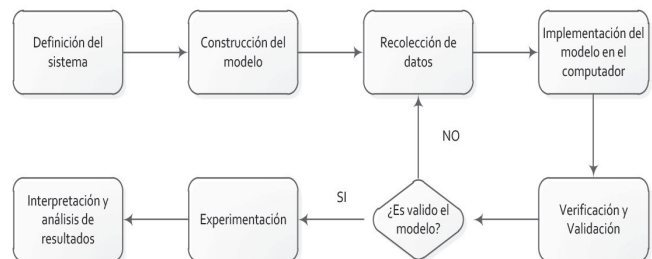 Definición del
sistema
Construcción del
modelo
Recolección de
datos
Implementación del
modelo en el
computador
NO
SI
Interpretación y
análisis de
resultados
Experimentación
¿Es valido el
modelo?
Verificación y
Validación